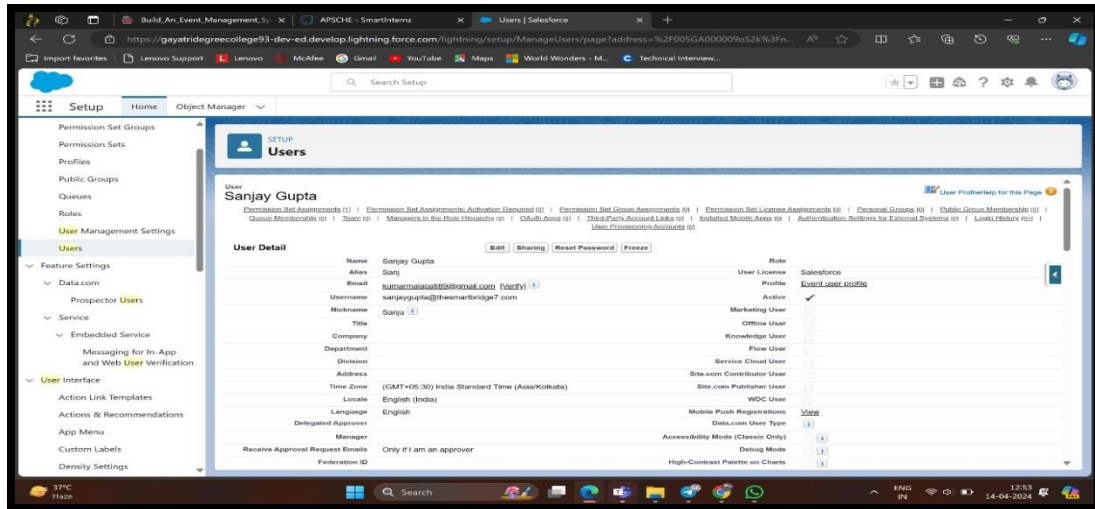 Build_An_Event_Management_Sy
APSCHE - SmartInternz
Users | Salesforce
https://gayatridegreecollege93-dev-ed.develop.lightning.force.com/lightning/setup/ManageUsers/page?address=%2F005GA000009oS2k%3Fn...
Import favorites
Lenovo Support
Lenovo
McAfee
Gmail
YouTube
Maps
World Wonders - M...
Technical Interview...
Search Setup
Setup
Home
Object Manager
Permission Set Groups
Permission Sets
Profiles
Public Groups
Queues
Roles
User Management Settings
Users
Feature Settings
Data.com
Prospector Users
Service
Embedded Service
Messaging for In-App
and Web User Verification
User Interface
Action Link Templates
Actions & Recommendations
App Menu
Custom Labels
Density Settings
SETUP
Users
User
Sanjay Gupta
User Profile Help for this Page
Permission Set Assignments [1] | Permission Set Assignments: Activation Required [0] | Permission Set Group Assignments [0] | Permission Set License Assignments [0] | Personal Groups [0] | Public Group Membership [0] |
Queue Membership [0] | Team [0] | Managers in the Role Hierarchy [0] | OAuth Apps [0] | Third-Party Account Links [0] | Installed Mobile Apps [0] | Authentication Settings for External Systems [0] | Login History [0+] |
User Provisioning Accounts [0]
User Detail
Edit Sharing Reset Password Freeze
Name Sanjay Gupta Role
Alias Sanj User License Salesforce
Email kumarmajapati89@gmail.com [Verify] Profile Event user profile
Username sanjaygupta@thesmartbridge7.com Active
Nickname Sanju Marketing User
Title Offline User
Company Knowledge User
Department Flow User
Division Service Cloud User
Address Site.com Contributor User
Time Zone (GMT+05:30) India Standard Time (Asia/Kolkata) Site.com Publisher User
Locale English (India) WDC User
Language English Mobile Push Registrations View
Delegated Approver Data.com User Type
Manager Accessibility Mode (Classic Only)
Receive Approval Request Emails Only if I am an approver Debug Mode
Federation ID High-Contrast Palette on Charts
37°C
Haze
Search
ENG
IN
12:53
14-04-2024